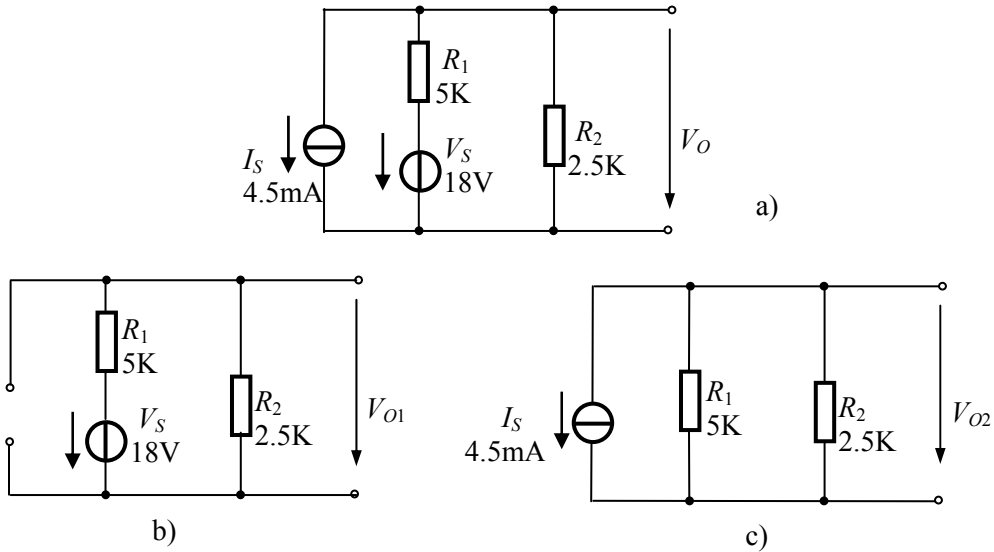 R1
5K
IS
4.5mA
VS
18V
R2
2.5K
VO
a)
R1
5K
VS
18V
R2
2.5K
VO1
b)
IS
4.5mA
R1
5K
R2
2.5K
VO2
c)